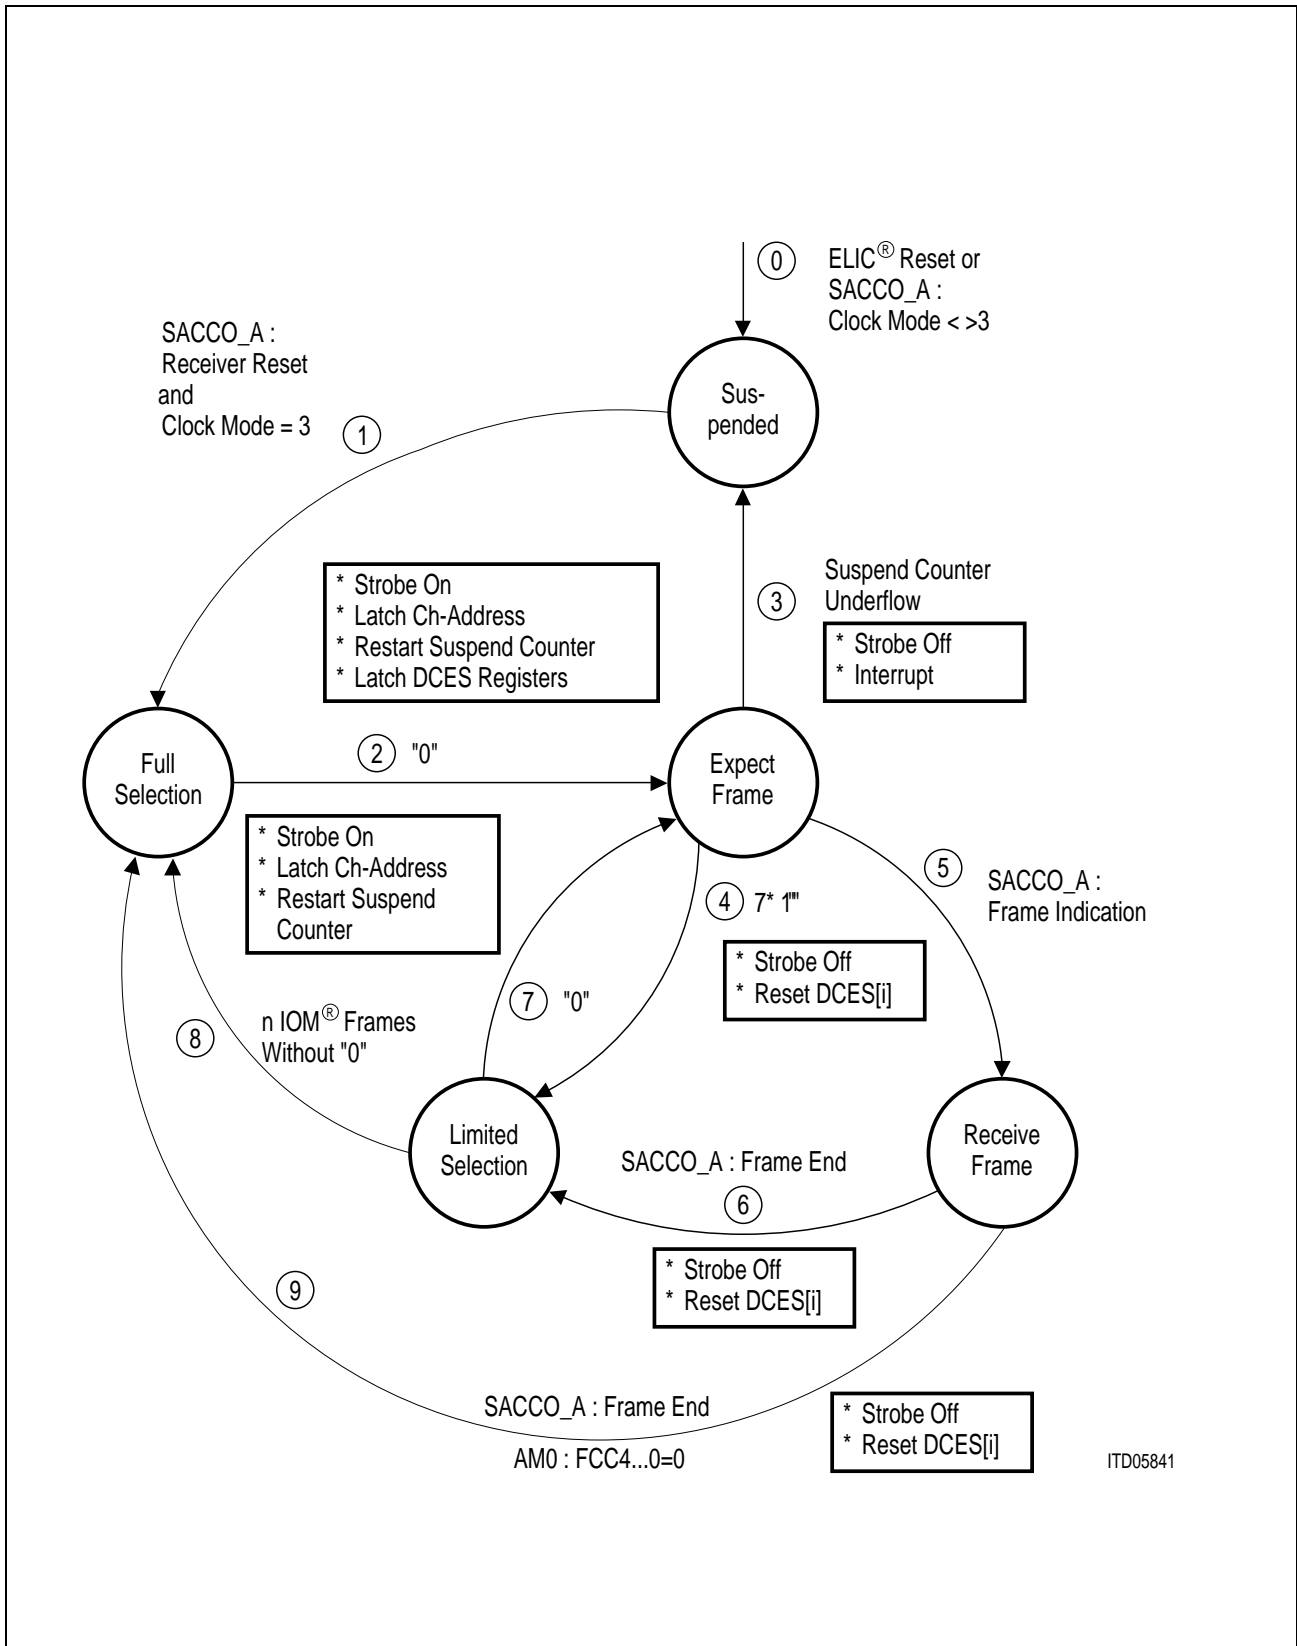 0
ELIC® Reset or
SACCO_A :
Clock Mode < >3
SACCO_A :
Receiver Reset
and
Clock Mode = 3
1
Sus-
pended
* Strobe On
* Latch Ch-Address
* Restart Suspend Counter
* Latch DCES Registers
3
Suspend Counter
Underflow
* Strobe Off
* Interrupt
Full
Selection
2 "0"
Expect
Frame
* Strobe On
* Latch Ch-Address
* Restart Suspend
Counter
4 7* 1""
* Strobe Off
* Reset DCES[i]
5
SACCO_A :
Frame Indication
7 "0"
8
n IOM® Frames
Without "0"
Limited
Selection
Receive
Frame
SACCO_A : Frame End
6
* Strobe Off
* Reset DCES[i]
9
SACCO_A : Frame End
AM0 : FCC4...0=0
* Strobe Off
* Reset DCES[i]
ITD05841